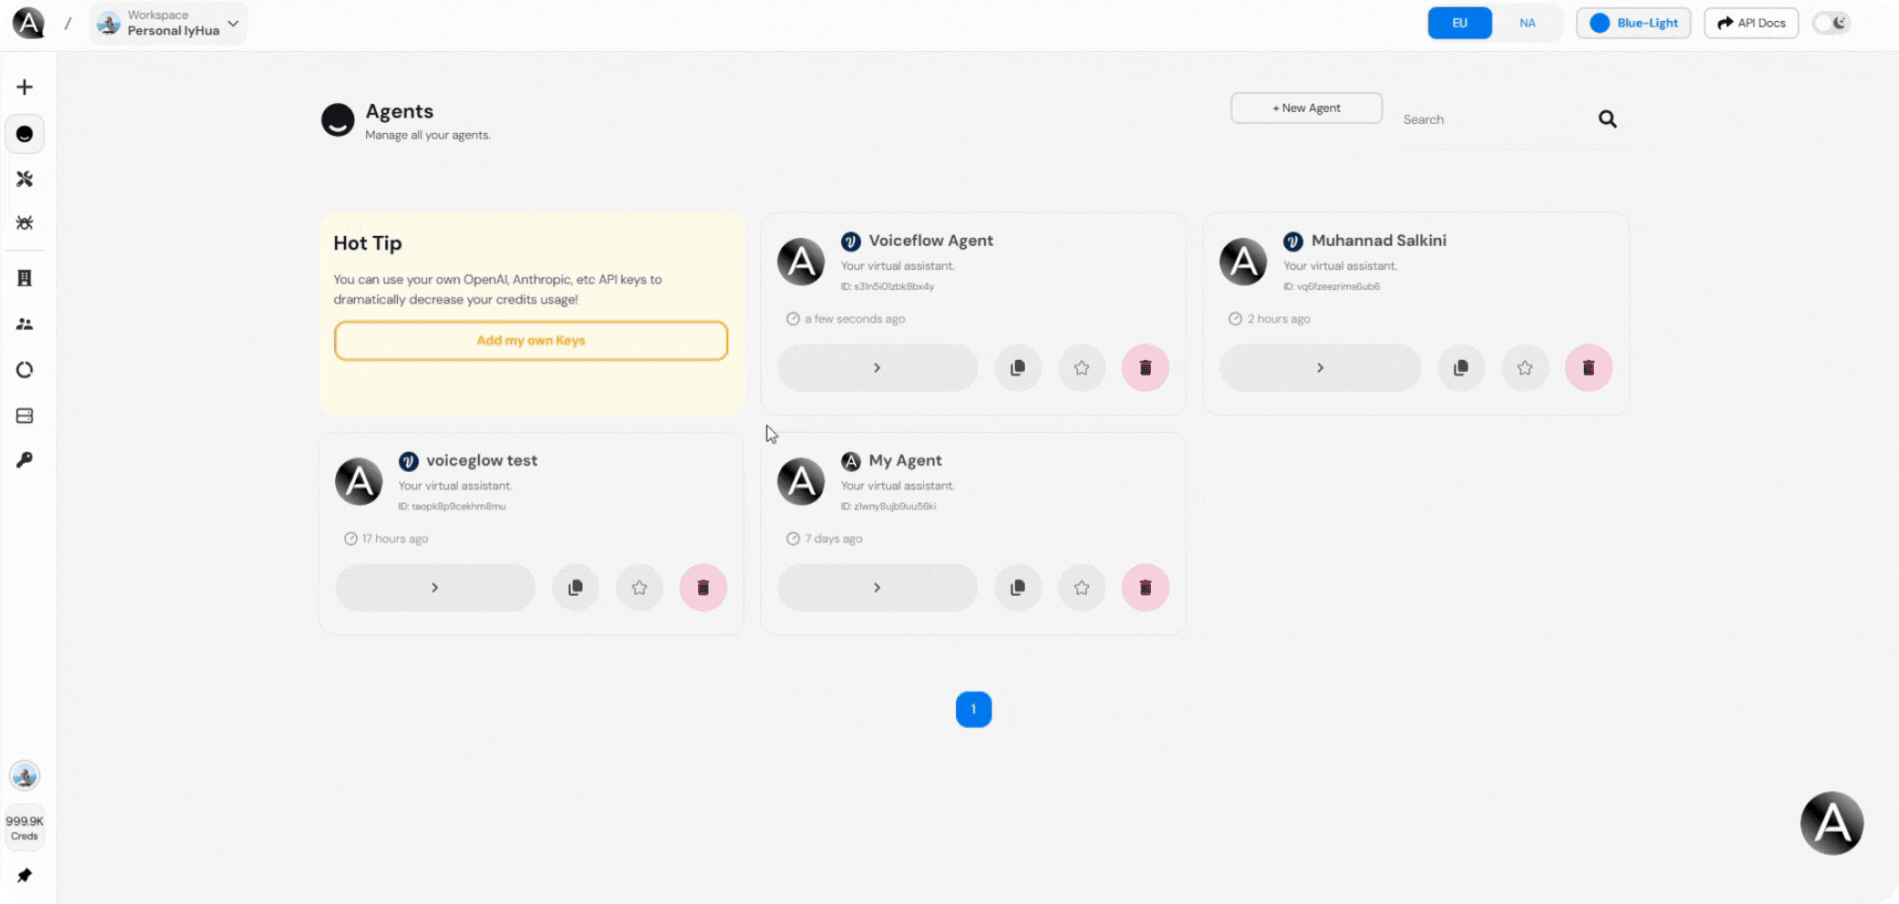 A
/
Workspace
Personal IyHua
EU
NA
Blue-Light
API Docs
Agents
Manage all your agents.
+ New Agent
Search
Hot Tip
You can use your own OpenAI, Anthropic, etc API keys to
dramatically decrease your credits usage!
Add my own Keys
A
Voiceflow Agent
Your virtual assistant.
ID: s31n5i01zbk8bx4y
a few seconds ago
A
Muhannad Salkini
Your virtual assistant.
ID: vq6fzeezrims6ub6
2 hours ago
A
voiceglow test
Your virtual assistant.
ID: taopk8p9cekhm8mu
17 hours ago
A
My Agent
Your virtual assistant.
ID: z1wny8ujb9uu56ki
7 days ago
1
999.9K
Creds
A